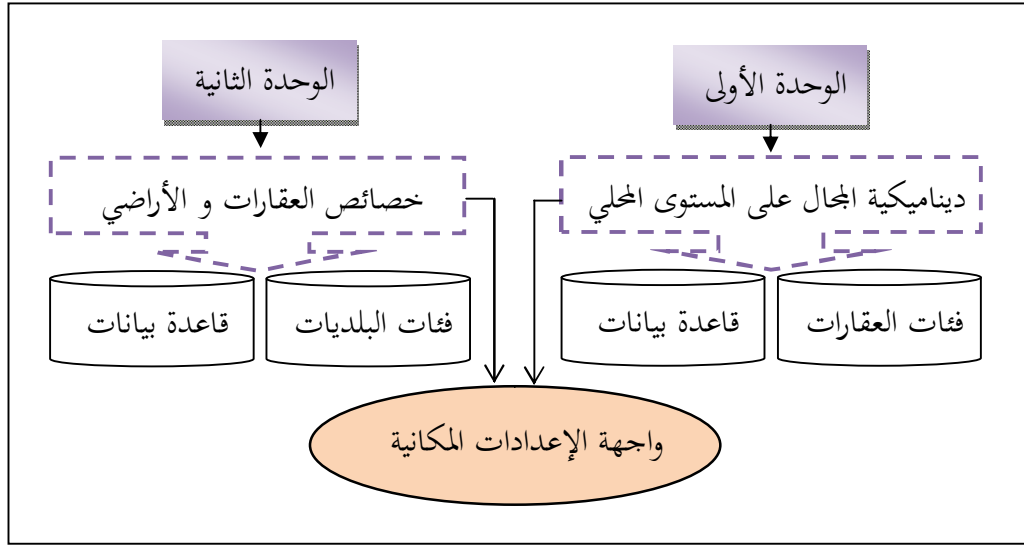 الوحدة الأولى
الوحدة الثانية
ديناميكية المجال على المستوى المحلي
خصائص العقارات و الأراضي
فئات العقارات
قاعدة بيانات
فئات البلديات
قاعدة بيانات
واجهة الإعدادات المكانية